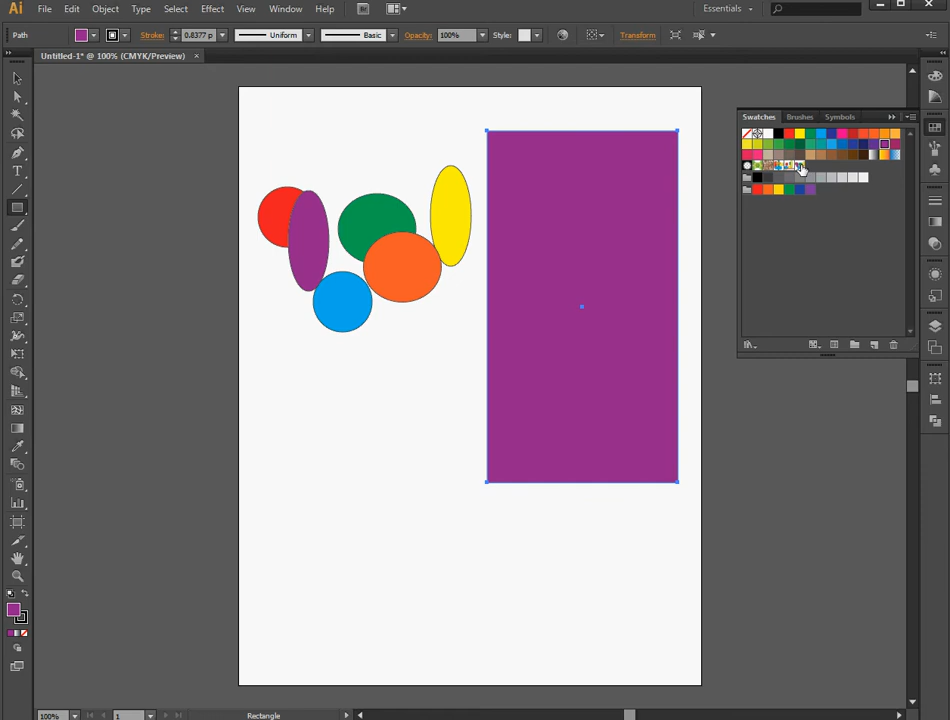 Ai File Edit Object Type Select Effect View Window Help Br Essentials
Path Stroke: 0.8377 p Uniform Basic Opacity: 100% Style: Transform
Untitled-1* @ 100% (CMYK/Preview) ×
Swatches Brushes Symbols
T
100% 1 Rectangle